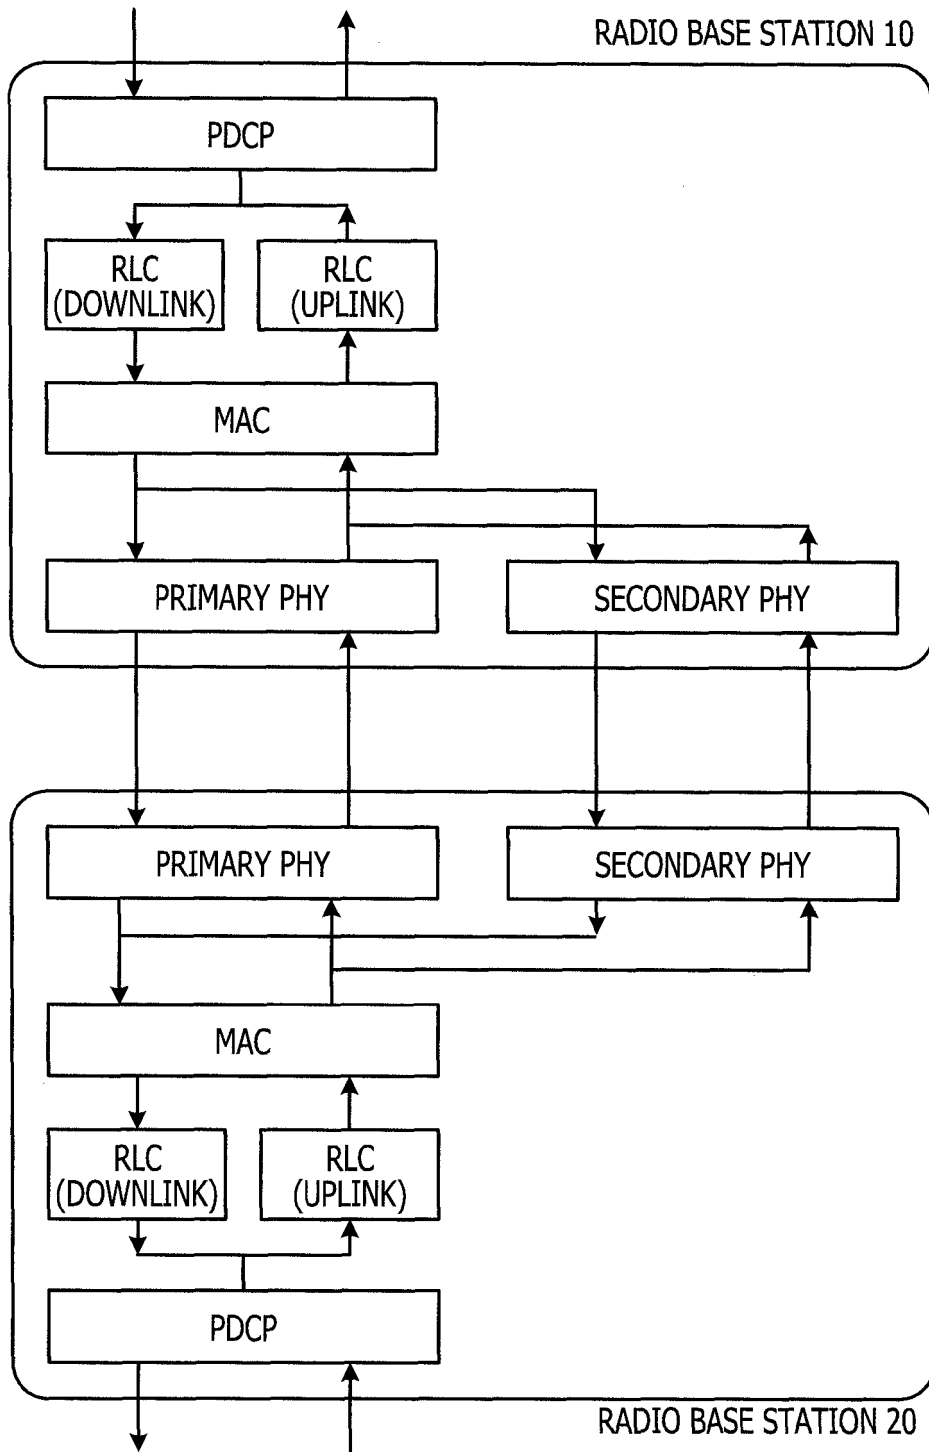 RADIO BASE STATION 10
PDCP
RLC
(DOWNLINK)
RLC
(UPLINK)
MAC
PRIMARY PHY
SECONDARY PHY
PRIMARY PHY
SECONDARY PHY
MAC
RLC
(DOWNLINK)
RLC
(UPLINK)
PDCP
RADIO BASE STATION 20